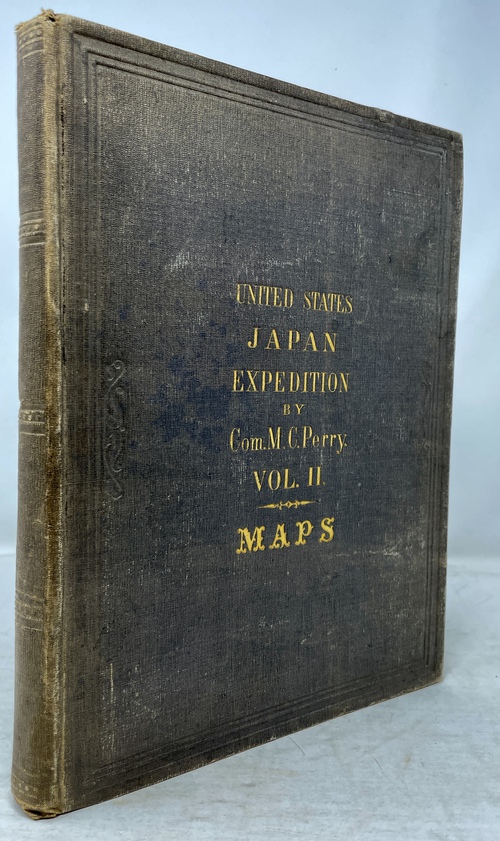 UNITED STATES
JAPAN
EXPEDITION
BY
Com. M. C. Perry.
VOL. II.
MAPS